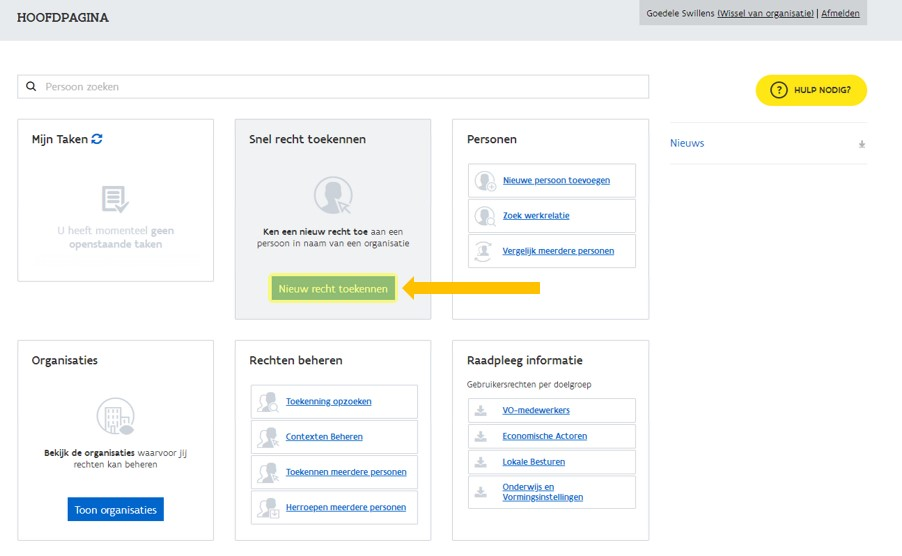 HOOFDPAGINA
Goedele Swillens (Wissel van organisatie) | Afmelden
Persoon zoeken
? HULP NODIG?
Nieuws
Mijn Taken
U heeft momenteel geen
openstaande taken
Snel recht toekennen
Ken een nieuw recht toe aan een
persoon in naam van een organisatie
Nieuw recht toekennen
Personen
Nieuwe persoon toevoegen
Zoek werkrelatie
Vergelijk meerdere personen
Organisaties
Bekijk de organisaties waarvoor jij
rechten kan beheren
Toon organisaties
Rechten beheren
Toekenning opzoeken
Contexten Beheren
Toekennen meerdere personen
Herroepen meerdere personen
Raadpleeg informatie
Gebruikersrechten per doelgroep
VO-medewerkers
Economische Actoren
Lokale Besturen
Onderwijs en
Vormingsinstellingen